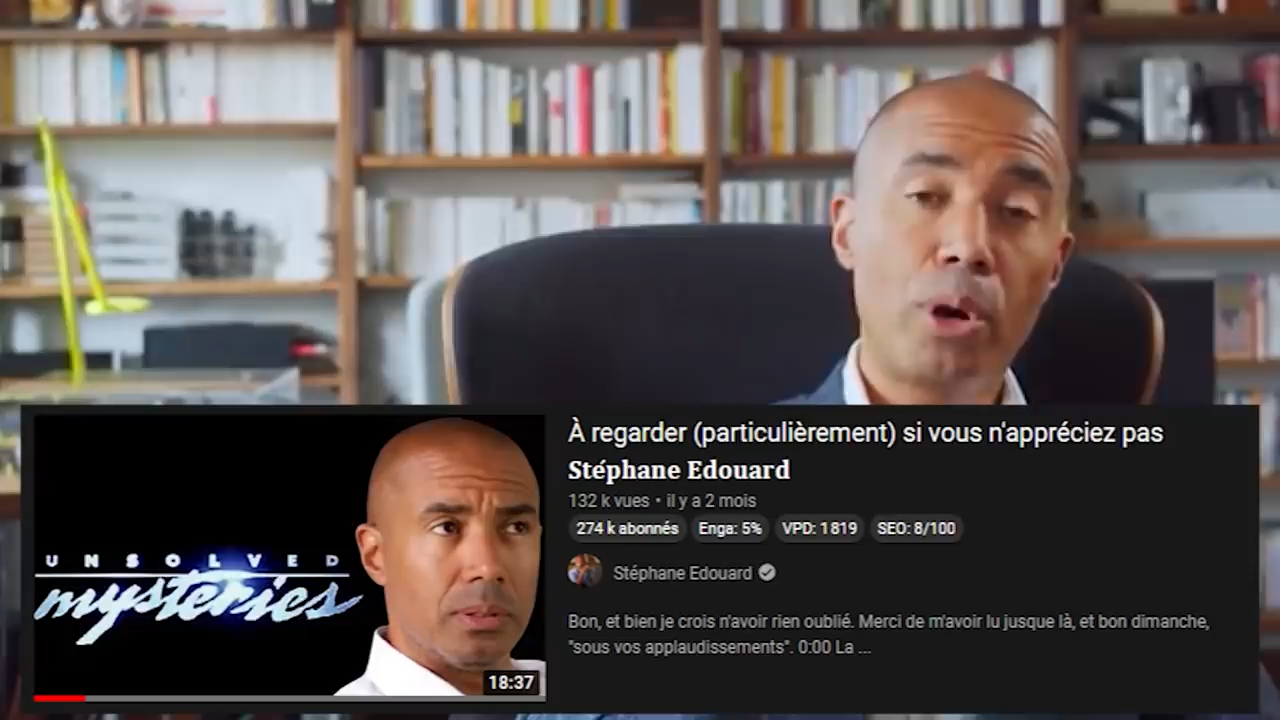 À regarder (particulièrement) si vous n'appréciez pas
Stéphane Edouard
132 k vues • il y a 2 mois
274 k abonnés Enga: 5% VPD: 1819 SEO: 8/100
Stéphane Edouard
Bon, et bien je crois n'avoir rien oublié. Merci de m'avoir lu jusque là, et bon dimanche,
"sous vos applaudissements". 0:00 La ...
UNSOLVED
mysteries
18:37